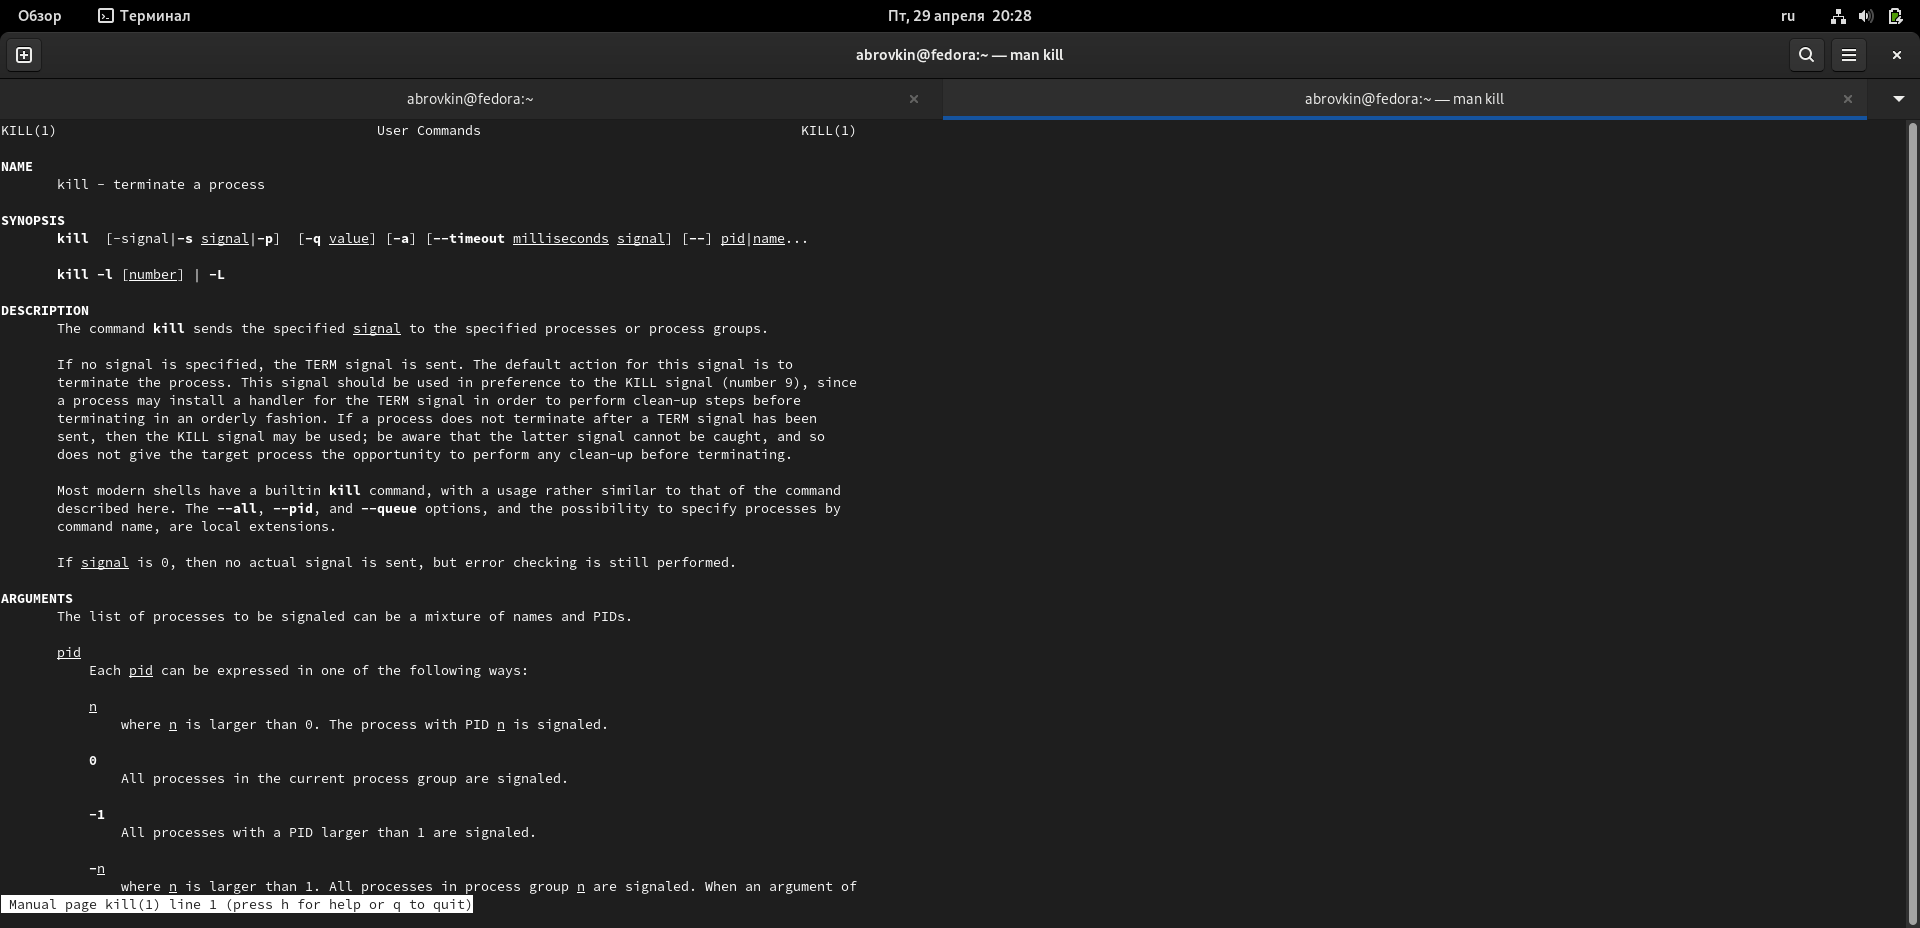 Обзор Терминал Пт, 29 апреля 20:28 ru
abrovkin@fedora:~ — man kill
abrovkin@fedora:~ abrovkin@fedora:~ — man kill
KILL(1) User Commands KILL(1)
NAME
kill - terminate a process
SYNOPSIS
kill [-signal|-s signal|-p] [-q value] [-a] [--timeout milliseconds signal] [--] pid|name...
kill -l [number] | -L
DESCRIPTION
The command kill sends the specified signal to the specified processes or process groups.
If no signal is specified, the TERM signal is sent. The default action for this signal is to
terminate the process. This signal should be used in preference to the KILL signal (number 9), since
a process may install a handler for the TERM signal in order to perform clean-up steps before
terminating in an orderly fashion. If a process does not terminate after a TERM signal has been
sent, then the KILL signal may be used; be aware that the latter signal cannot be caught, and so
does not give the target process the opportunity to perform any clean-up before terminating.
Most modern shells have a builtin kill command, with a usage rather similar to that of the command
described here. The --all, --pid, and --queue options, and the possibility to specify processes by
command name, are local extensions.
If signal is 0, then no actual signal is sent, but error checking is still performed.
ARGUMENTS
The list of processes to be signaled can be a mixture of names and PIDs.
pid
Each pid can be expressed in one of the following ways:
n
where n is larger than 0. The process with PID n is signaled.
0
All processes in the current process group are signaled.
-1
All processes with a PID larger than 1 are signaled.
-n
where n is larger than 1. All processes in process group n are signaled. When an argument of
Manual page kill(1) line 1 (press h for help or q to quit)